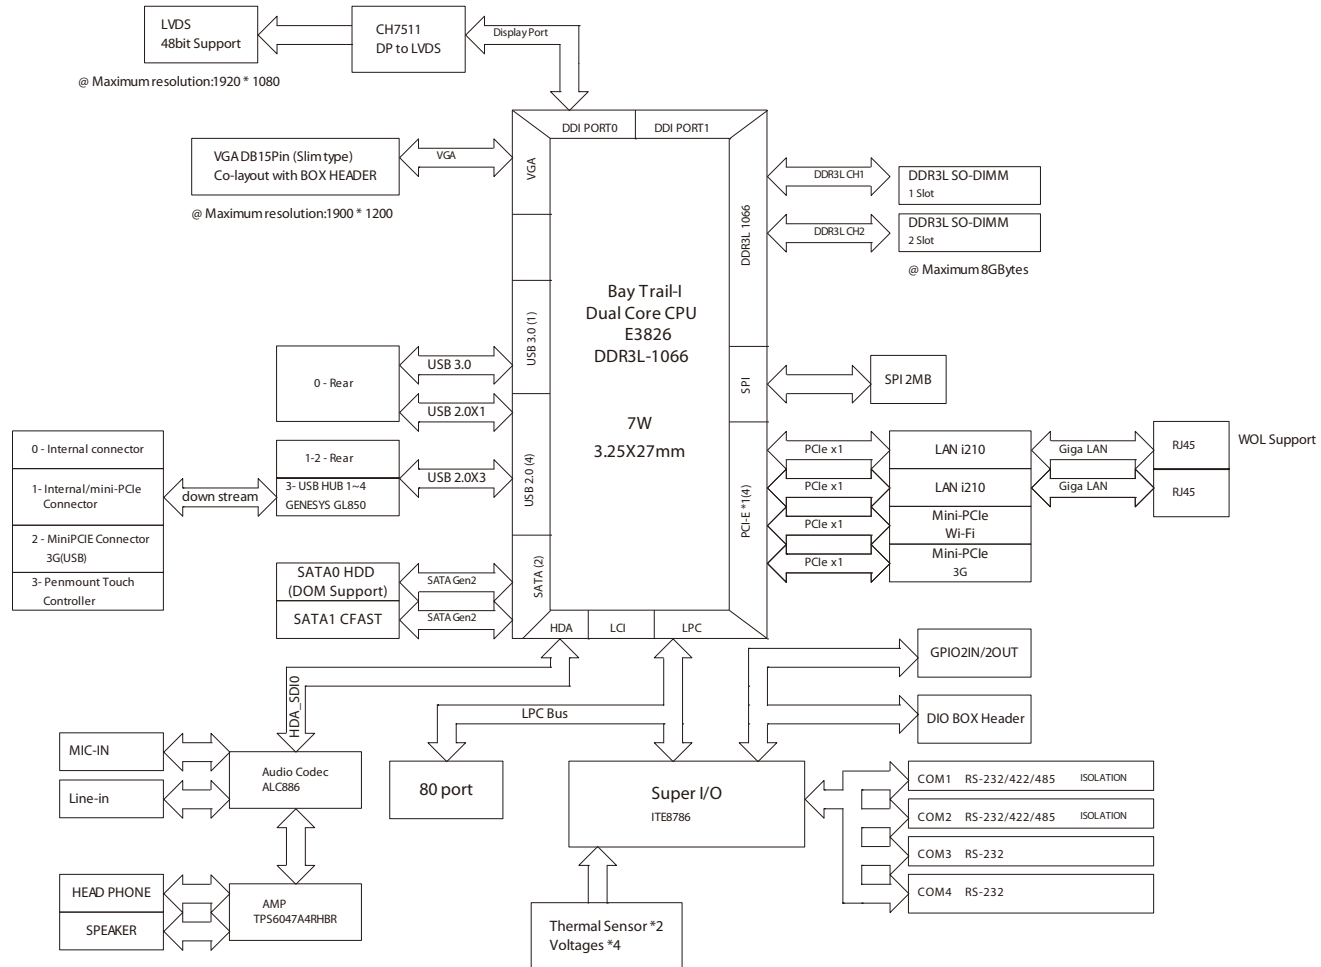 LVDS
48bit Support
CH7511
DP to LVDS
Display Port
@ Maximum resolution:1920 * 1080
DDI PORT0
DDI PORT1
VGA DB15Pin (Slim type)
Co-layout with BOX HEADER
VGA
VGA
@ Maximum resolution:1900 * 1200
DDR3L 1066
DDR3L CH1
DDR3L SO-DIMM
1 Slot
DDR3L CH2
DDR3L SO-DIMM
2 Slot
@ Maximum 8GBytes
Bay Trail-I
Dual Core CPU
E3826
DDR3L-1066
7W
3.25X27mm
USB 3.0 (1)
0 - Rear
USB 3.0
USB 2.0X1
SPI
SPI 2MB
0 - Internal connector
1- Internal/mini-PCIe
Connector
2 - MiniPCIE Connector
3G(USB)
3- Penmount Touch
Controller
down stream
1-2 - Rear
3- USB HUB 1~4
GENESYS GL850
USB 2.0X3
USB 2.0 (4)
PCI-E *1(4)
PCIe x1
LAN i210
Giga LAN
RJ45
WOL Support
PCIe x1
LAN i210
Giga LAN
RJ45
PCIe x1
Mini-PCIe
Wi-Fi
PCIe x1
Mini-PCIe
3G
SATA0 HDD
(DOM Support)
SATA Gen2
SATA (2)
SATA1 CFAST
SATA Gen2
HDA
LCI
LPC
HDA_SDI0
LPC Bus
GPIO2IN/2OUT
DIO BOX Header
MIC-IN
Line-in
Audio Codec
ALC886
80 port
Super I/O
ITE8786
COM1 RS-232/422/485 ISOLATION
COM2 RS-232/422/485 ISOLATION
COM3 RS-232
COM4 RS-232
HEAD PHONE
SPEAKER
AMP
TPS6047A4RHBR
Thermal Sensor *2
Voltages *4